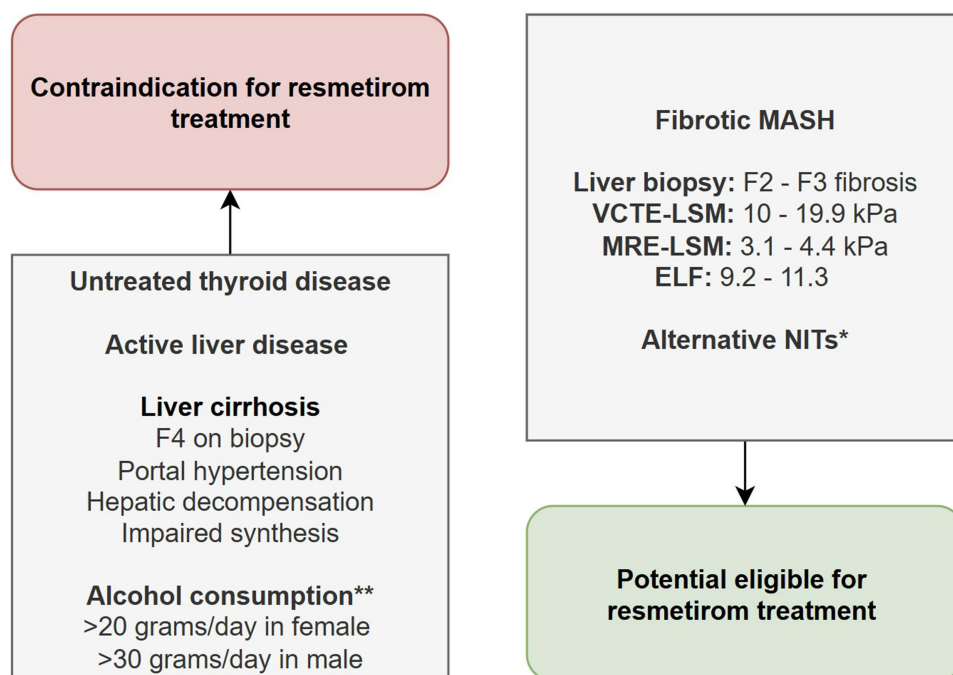 Contraindication for resmetirom
treatment
Untreated thyroid disease
Active liver disease
Liver cirrhosis
F4 on biopsy
Portal hypertension
Hepatic decompensation
Impaired synthesis
Alcohol consumption**
>20 grams/day in female
>30 grams/day in male
Fibrotic MASH
Liver biopsy: F2 - F3 fibrosis
VCTE-LSM: 10 - 19.9 kPa
MRE-LSM: 3.1 - 4.4 kPa
ELF: 9.2 - 11.3
Alternative NITs*
Potential eligible for
resmetirom treatment